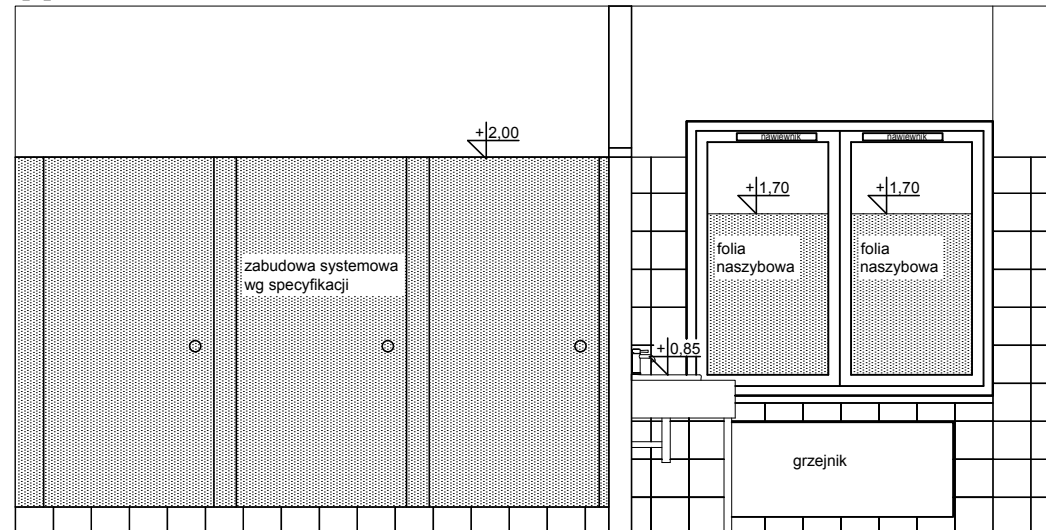 +2,00
nawiewnik
nawiewnik
+1,70
+1,70
folia
naszybowa
folia
naszybowa
zabudowa systemowa
wg specyfikacji
+0,85
grzejnik